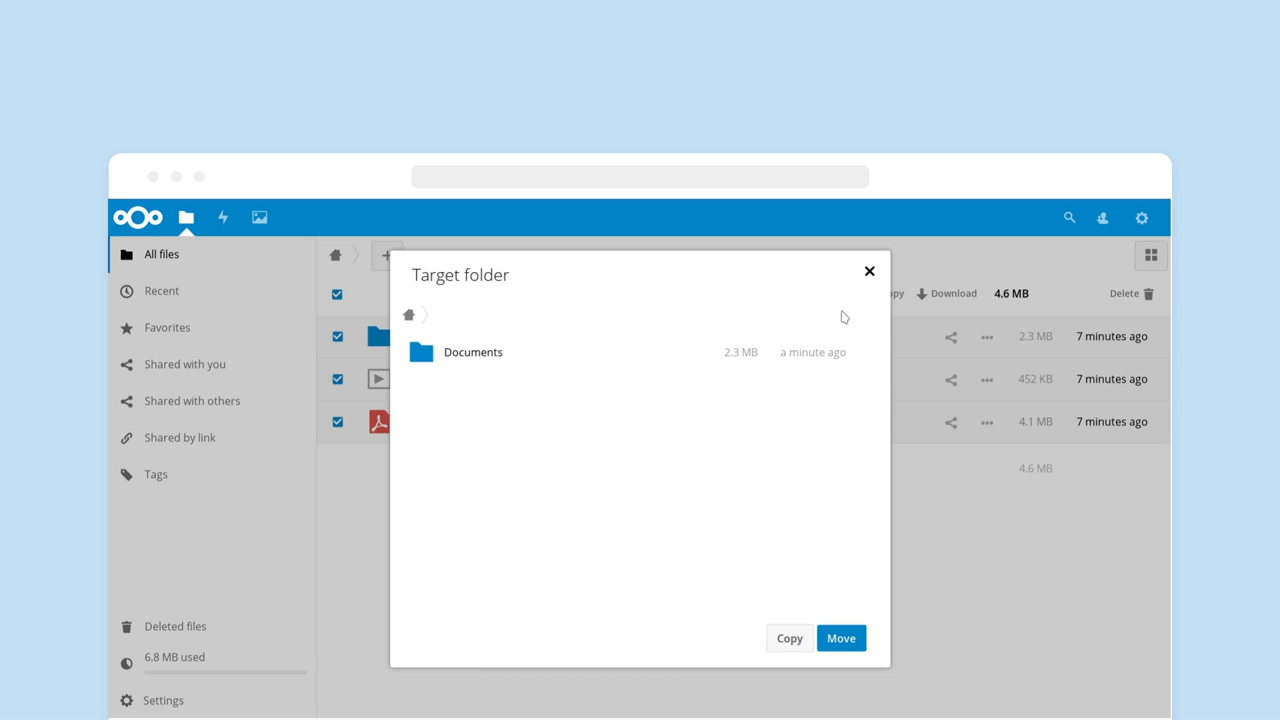 All files
Recent
Favorites
Shared with you
Shared with others
Shared by link
Tags
Deleted files
6.8 MB used
Settings
Download 4.6 MB Delete
2.3 MB 7 minutes ago
452 KB 7 minutes ago
4.1 MB 7 minutes ago
4.6 MB
Target folder
Documents 2.3 MB a minute ago
Copy Move